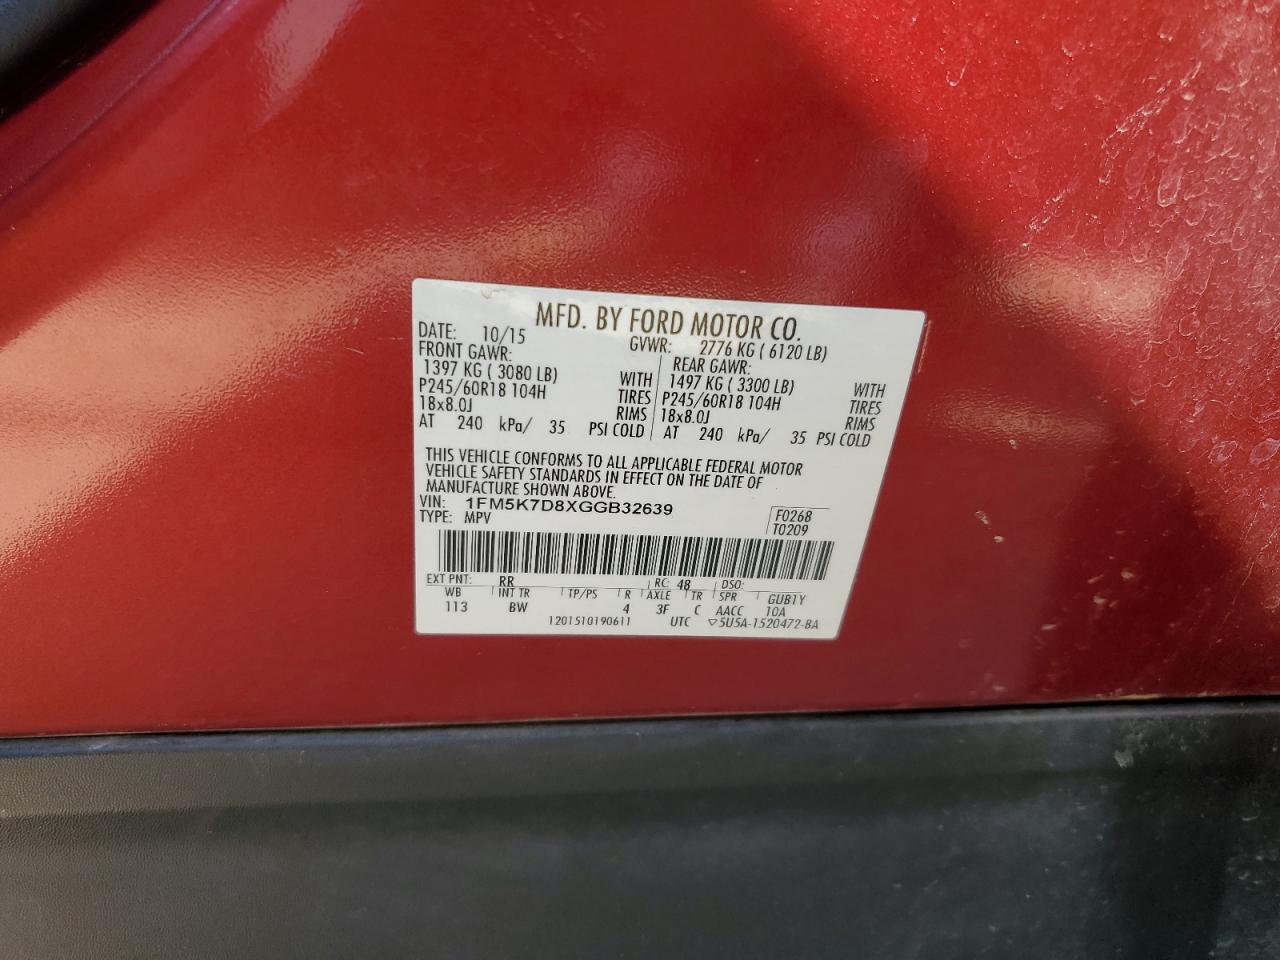 MFD. BY FORD MOTOR CO.
DATE: 10/15 GVWR: 2776 KG ( 6120 LB)
FRONT GAWR: REAR GAWR:
1397 KG ( 3080 LB) WITH 1497 KG ( 3300 LB) WITH
P245/60R18 104H TIRES P245/60R18 104H TIRES
18x8.0J RIMS 18x8.0J RIMS
AT 240 kPa/ 35 PSI COLD AT 240 kPa/ 35 PSI COLD
THIS VEHICLE CONFORMS TO ALL APPLICABLE FEDERAL MOTOR
VEHICLE SAFETY STANDARDS IN EFFECT ON THE DATE OF
MANUFACTURE SHOWN ABOVE.
VIN: 1FM5K7D8XGGB32639 F0268
TYPE: MPV T0209
EXT PNT: RR RC: 48 DSO:
WB INT TR TP/PS R AXLE TR SPR GUB1Y
113 BW 4 3F C AACC 10A
1201510190611 UTC ▽5U5A-1520472-BA